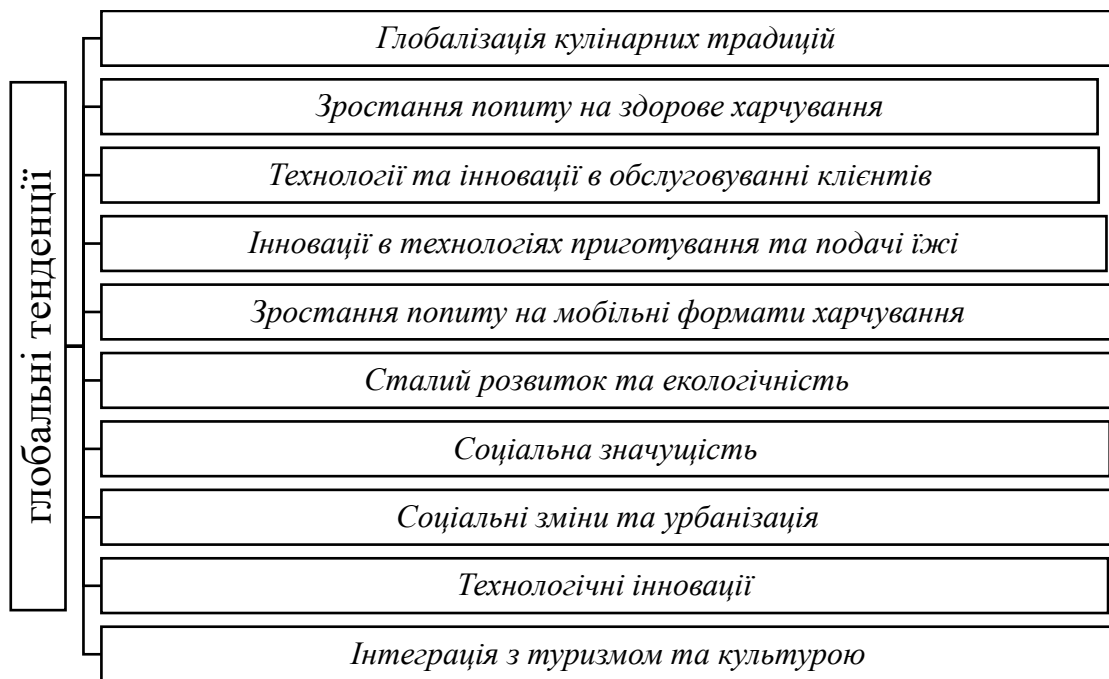 глобальні тенденції
Глобалізація кулінарних традицій
Зростання попиту на здорове харчування
Технології та інновації в обслуговуванні клієнтів
Інновації в технологіях приготування та подачі їжі
Зростання попиту на мобільні формати харчування
Сталий розвиток та екологічність
Соціальна значущість
Соціальні зміни та урбанізація
Технологічні інновації
Інтеграція з туризмом та культурою